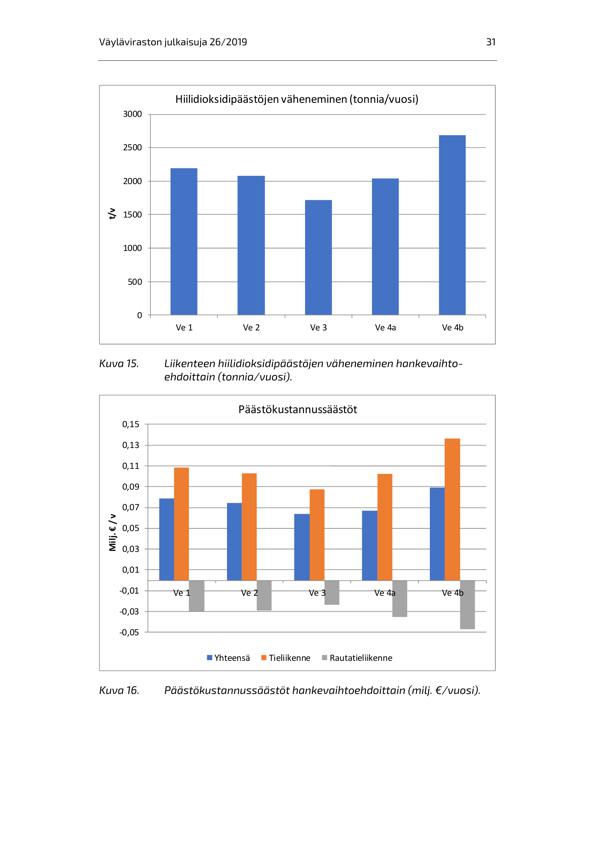 Väyläviraston julkaisuja 26/2019 31
Hiilidioksidipäästöjen väheneminen (tonnia/vuosi)
3000
2500
2000
1500
1000
500
0
t/v
Ve 1 Ve 2 Ve 3 Ve 4a Ve 4b
Kuva 15. Liikenteen hiilidioksidipäästöjen väheneminen hankevaihto-
ehdoittain (tonnia/vuosi).
Päästökustannussäästöt
0,15
0,13
0,11
0,09
0,07
0,05
0,03
0,01
-0,01
-0,03
-0,05
Milj. € / v
Ve 1 Ve 2 Ve 3 Ve 4a Ve 4b
Yhteensä Tieliikenne Rautatieliikenne
Kuva 16. Päästökustannussäästöt hankevaihtoehdoittain (milj. €/vuosi).